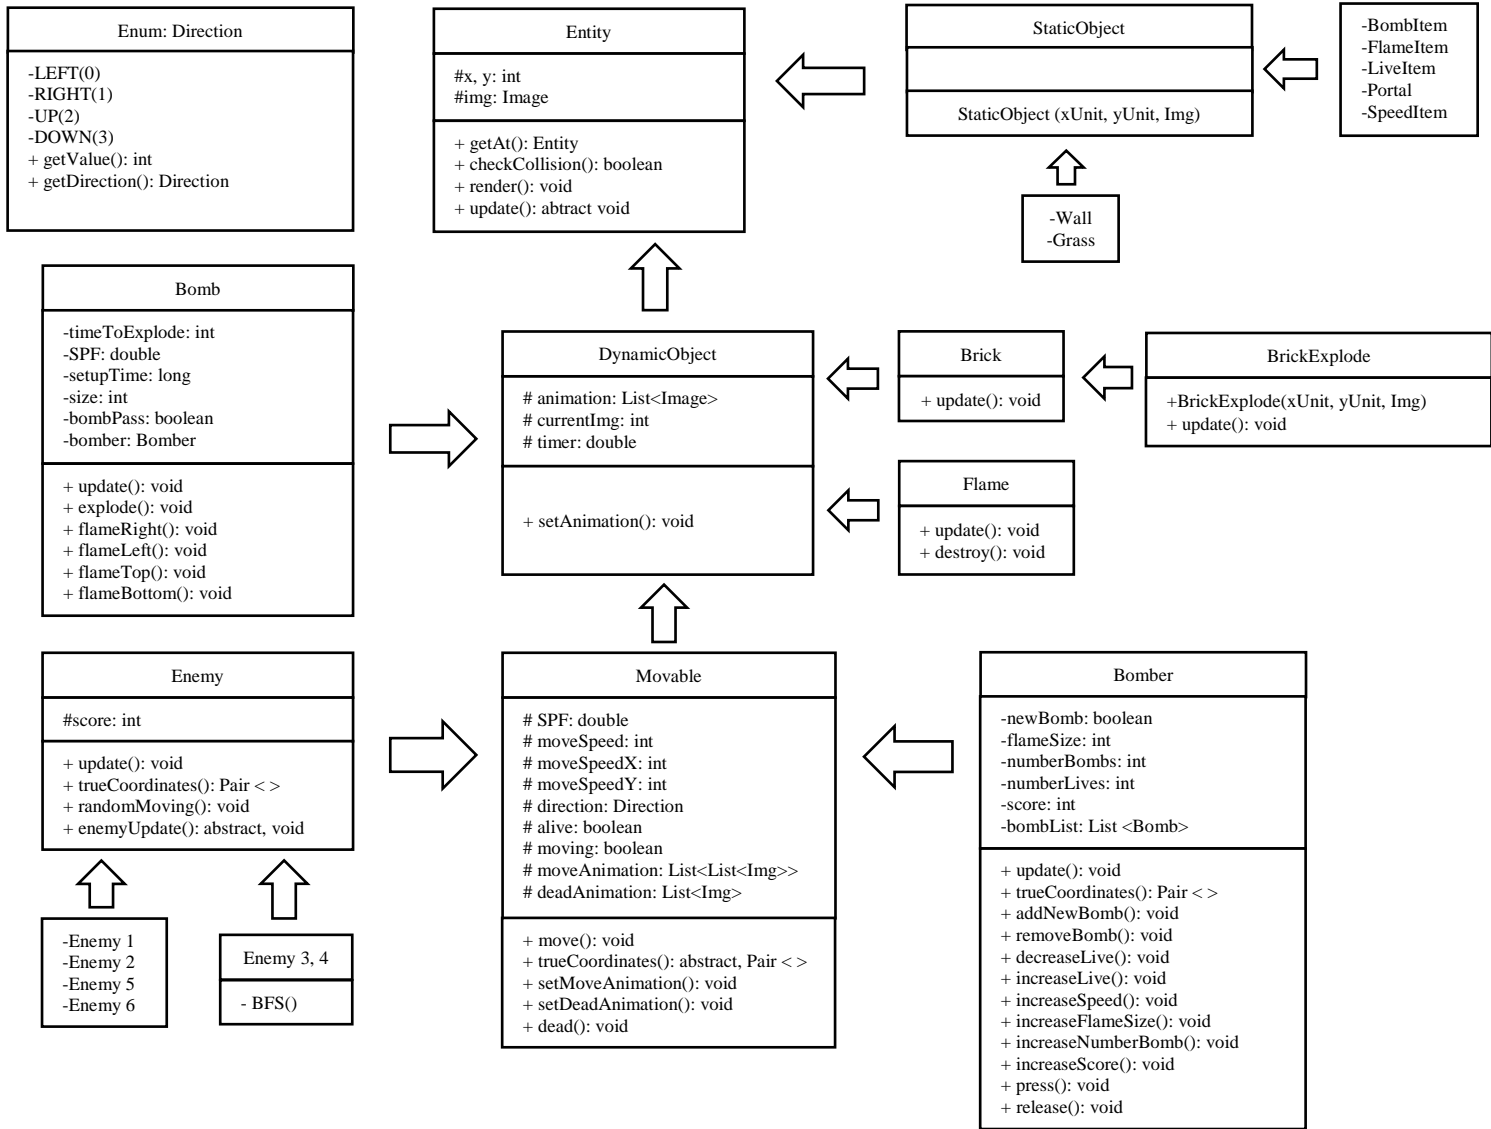 Enum: Direction
-LEFT(0)
-RIGHT(1)
-UP(2)
-DOWN(3)
+ getValue(): int
+ getDirection(): Direction
Entity
#x, y: int
#img: Image
+ getAt(): Entity
+ checkCollision(): boolean
+ render(): void
+ update(): abtract void
StaticObject
StaticObject (xUnit, yUnit, Img)
-BombItem
-FlameItem
-LiveItem
-Portal
-SpeedItem
-Wall
-Grass
Bomb
-timeToExplode: int
-SPF: double
-setupTime: long
-size: int
-bombPass: boolean
-bomber: Bomber
+ update(): void
+ explode(): void
+ flameRight(): void
+ flameLeft(): void
+ flameTop(): void
+ flameBottom(): void
DynamicObject
# animation: List<Image>
# currentImg: int
# timer: double
+ setAnimation(): void
Brick
+ update(): void
BrickExplode
+BrickExplode(xUnit, yUnit, Img)
+ update(): void
Flame
+ update(): void
+ destroy(): void
Enemy
#score: int
+ update(): void
+ trueCoordinates(): Pair < >
+ randomMoving(): void
+ enemyUpdate(): abstract, void
-Enemy 1
-Enemy 2
-Enemy 5
-Enemy 6
Enemy 3, 4
- BFS()
Movable
# SPF: double
# moveSpeed: int
# moveSpeedX: int
# moveSpeedY: int
# direction: Direction
# alive: boolean
# moving: boolean
# moveAnimation: List<List<Img>>
# deadAnimation: List<Img>
+ move(): void
+ trueCoordinates(): abstract, Pair < >
+ setMoveAnimation(): void
+ setDeadAnimation(): void
+ dead(): void
Bomber
-newBomb: boolean
-flameSize: int
-numberBombs: int
-numberLives: int
-score: int
-bombList: List <Bomb>
+ update(): void
+ trueCoordinates(): Pair < >
+ addNewBomb(): void
+ removeBomb(): void
+ decreaseLive(): void
+ increaseLive(): void
+ increaseSpeed(): void
+ increaseFlameSize(): void
+ increaseNumberBomb(): void
+ increaseScore(): void
+ press(): void
+ release(): void